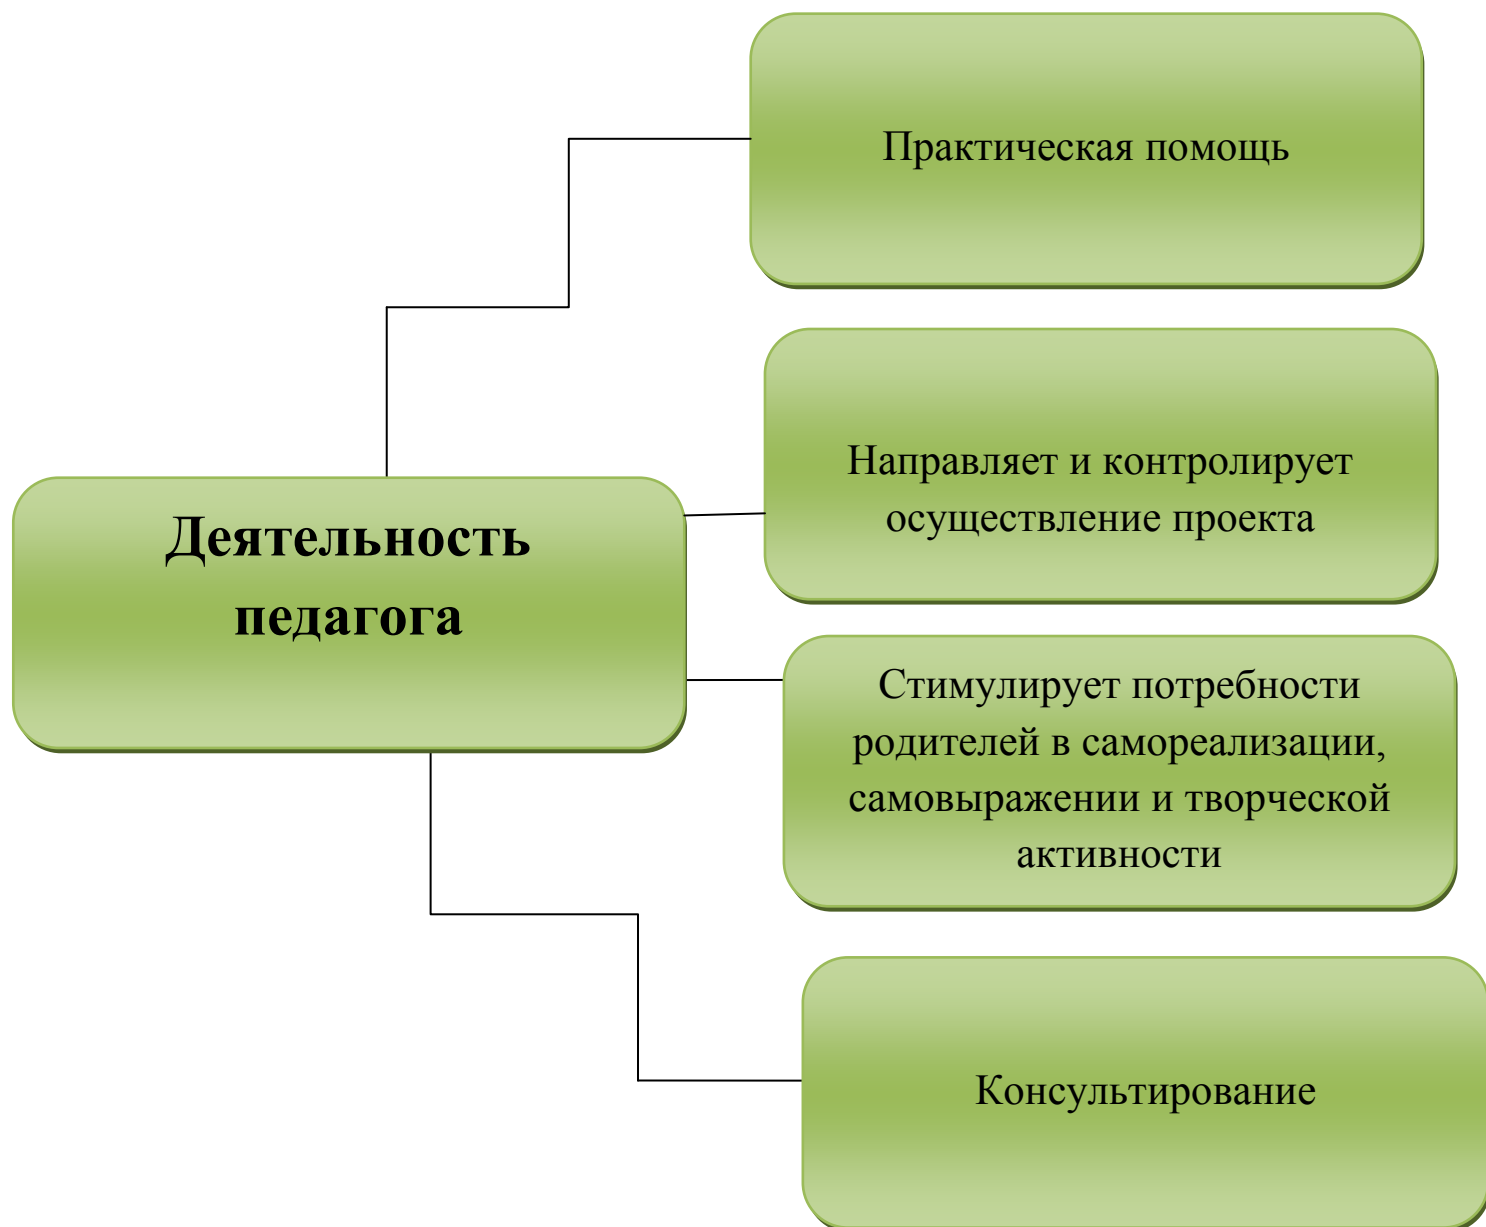 Практическая помощь
Направляет и контролирует
осуществление проекта
Деятельность
педагога
Стимулирует потребности
родителей в самореализации,
самовыражении и творческой
активности
Консультирование